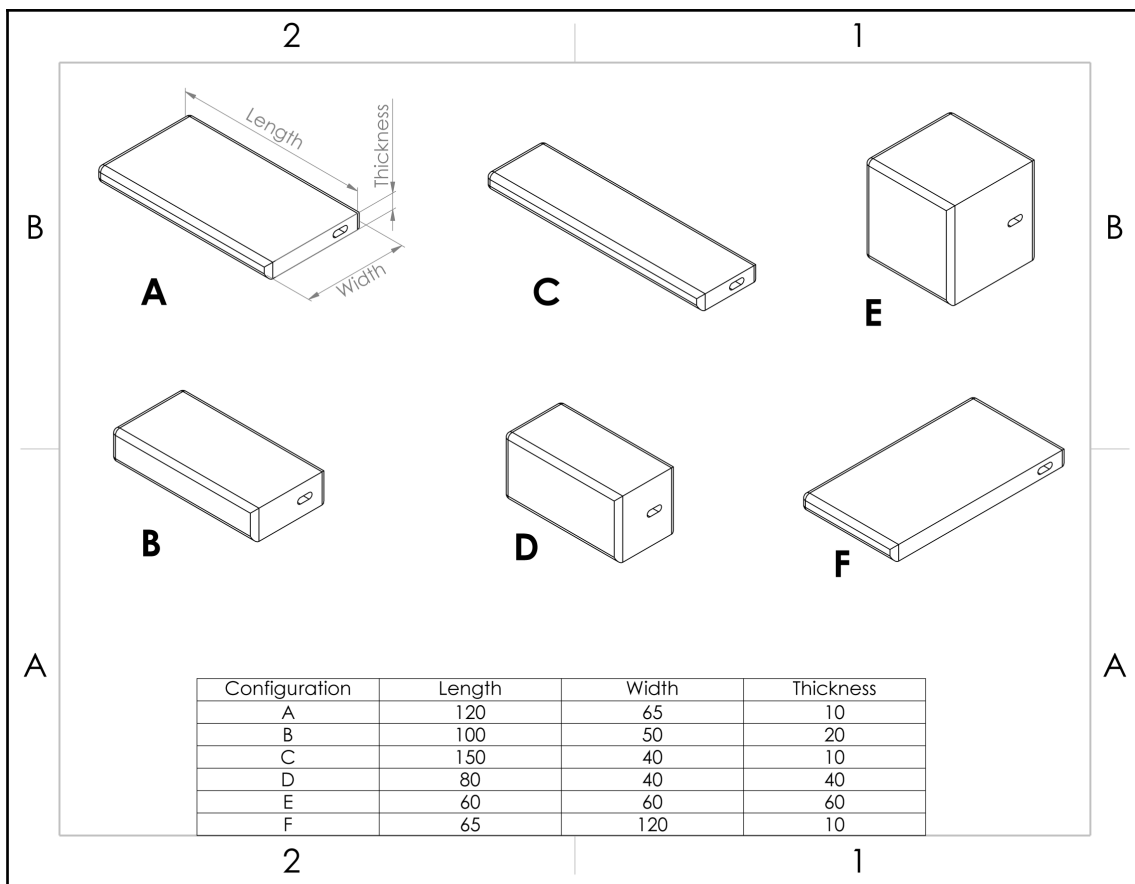 2 1
Length
Thickness
Width
B B
A C E
B D F
A A
Configuration Length Width Thickness
A 120 65 10
B 100 50 20
C 150 40 10
D 80 40 40
E 60 60 60
F 65 120 10
2 1